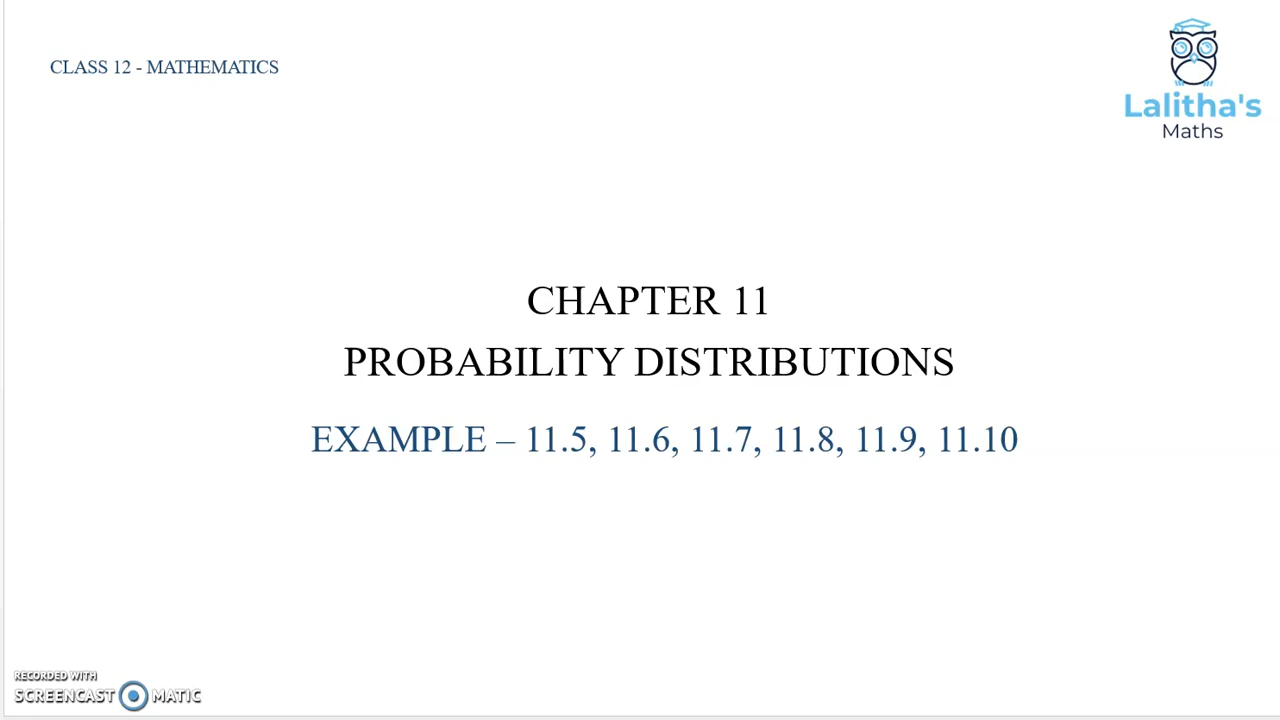 CLASS 12 - MATHEMATICS
Lalitha's
Maths
CHAPTER 11
PROBABILITY DISTRIBUTIONS
EXAMPLE – 11.5, 11.6, 11.7, 11.8, 11.9, 11.10
RECORDED WITH
SCREENCAST MATIC